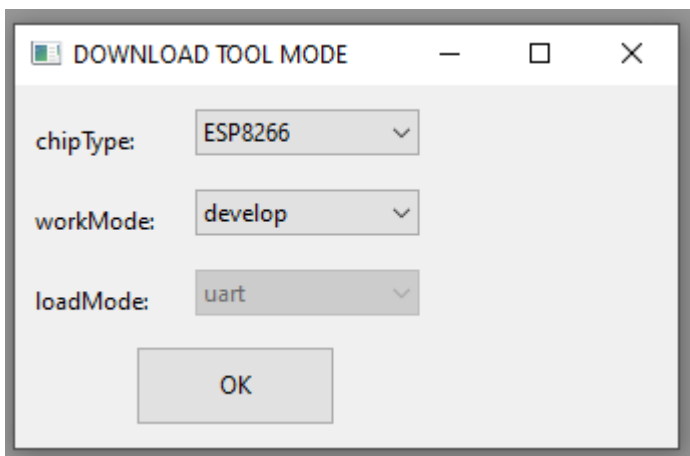 DOWNLOAD TOOL MODE
chipType: ESP8266
workMode: develop
loadMode: uart
OK